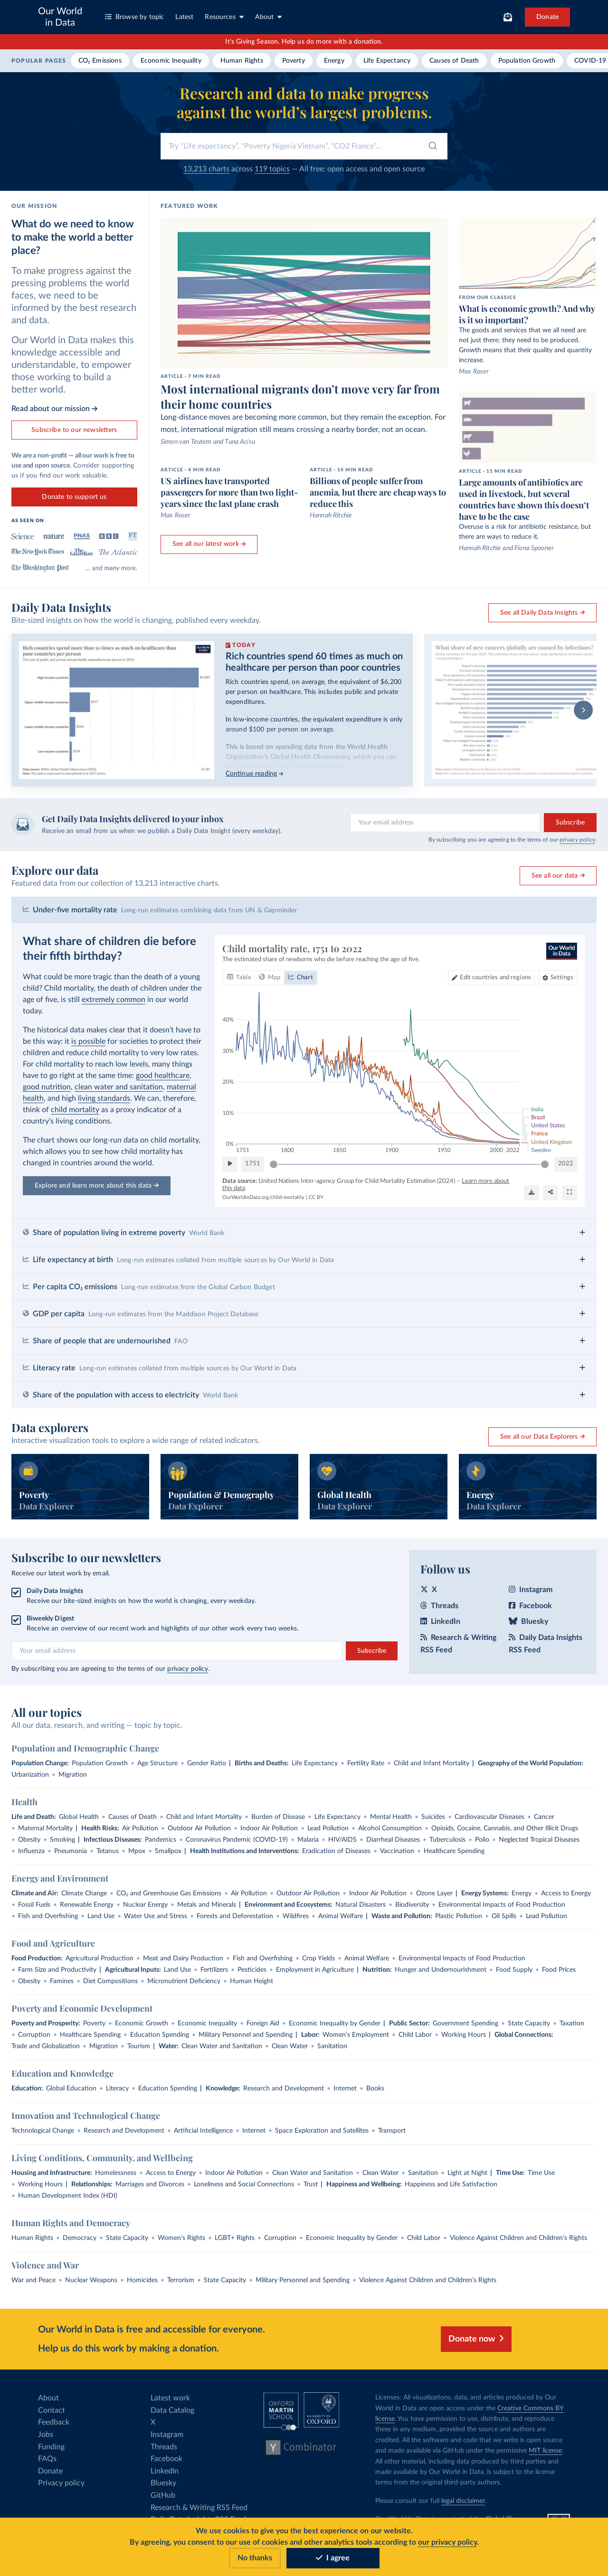 Our World
in Data
Browse by topic
Latest
Resources
About
Donate
It's Giving Season. Help us do more with a donation.
POPULAR PAGES
CO₂ Emissions
Economic Inequality
Human Rights
Poverty
Energy
Life Expectancy
Causes of Death
Population Growth
COVID-19
Research and data to make progress
against the world's largest problems.
Try "Life expectancy", "Poverty Nigeria Vietnam", "CO2 France"...
13,213 charts across 119 topics — All free: open access and open source
OUR MISSION
What do we need to know
to make the world a better
place?
To make progress against the
pressing problems the world
faces, we need to be
informed by the best research
and data.
Our World in Data makes this
knowledge accessible and
understandable, to empower
those working to build a
better world.
Read about our mission →
Subscribe to our newsletters
We are a non-profit — all our work is free to
use and open source. Consider supporting
us if you find our work valuable.
Donate to support us
AS SEEN ON
Science nature PNAS BBC FT
The New York Times The Guardian The Atlantic
The Washington Post ... and many more.
FEATURED WORK
ARTICLE · 7 MIN READ
Most international migrants don't move very far from
their home countries
Long-distance moves are becoming more common, but they remain the exception. For
most, international migration still means crossing a nearby border, not an ocean.
Simon van Teutem and Tuna Acisu
ARTICLE · 4 MIN READ
US airlines have transported
passengers for more than two light-
years since the last plane crash
Max Roser
ARTICLE · 10 MIN READ
Billions of people suffer from
anemia, but there are cheap ways to
reduce this
Hannah Ritchie
See all our latest work →
FROM OUR CLASSICS
What is economic growth? And why
is it so important?
The goods and services that we all need are
not just there; they need to be produced.
Growth means that their quality and quantity
increase.
Max Roser
ARTICLE · 11 MIN READ
Large amounts of antibiotics are
used in livestock, but several
countries have shown this doesn't
have to be the case
Overuse is a risk for antibiotic resistance, but
there are ways to reduce it.
Hannah Ritchie and Fiona Spooner
Daily Data Insights
Bite-sized insights on how the world is changing, published every weekday.
See all Daily Data Insights →
Rich countries spend more than 50 times as much on healthcare per person than
poor countries
TODAY
Rich countries spend 60 times as much on
healthcare per person than poor countries
Rich country spend, on average, the equivalent of $6,200
per person on healthcare. This includes public and private
expenditures.
In low-income countries, the equivalent expenditure is only
around $100 per person, on average.
This is based on spending data from the World Health
Organization's Global Health Observatory, which you can
Continue reading →
What share of new cancers globally are caused by infections?
Get Daily Data Insights delivered to your inbox
Receive an email from us when we publish a Daily Data Insight (every weekday).
Your email address
Subscribe
By subscribing you are agreeing to the terms of our privacy policy.
Explore our data
Featured data from our collection of 13,213 interactive charts.
See all our data →
Under-five mortality rate Long-run estimates combining data from UN & Gapminder
What share of children die before
their fifth birthday?
What could be more tragic than the death of a young
child? Child mortality, the death of children under the
age of five, is still extremely common in our world
today.
The historical data makes clear that it doesn't have to
be this way: it is possible for societies to protect their
children and reduce child mortality to very low rates.
For child mortality to reach low levels, many things
have to go right at the same time: good healthcare,
good nutrition, clean water and sanitation, maternal
health, and high living standards. We can, therefore,
think of child mortality as a proxy indicator of a
country's living conditions.
The chart shows our long-run data on child mortality,
which allows you to see how child mortality has
changed in countries around the world.
Explore and learn more about this data →
Child mortality rate, 1751 to 2022
The estimated share of newborns who die before reaching the age of five.
Our World
in Data
Table
Map
Chart
Edit countries and regions
Settings
40%
30%
20%
10%
0%
1751 1800 1850 1900 1950 2000 2022
India
Brazil
United States
France
United Kingdom
Sweden
1751
2022
Data source: United Nations Inter-agency Group for Child Mortality Estimation (2024) – Learn more about
this data
OurWorldinData.org/child-mortality | CC BY
Share of population living in extreme poverty World Bank
Life expectancy at birth Long-run estimates collated from multiple sources by Our World in Data
Per capita CO₂ emissions Long-run estimates from the Global Carbon Budget
GDP per capita Long-run estimates from the Maddison Project Database
Share of people that are undernourished FAO
Literacy rate Long-run estimates collated from multiple sources by Our World in Data
Share of the population with access to electricity World Bank
Data explorers
Interactive visualization tools to explore a wide range of related indicators.
See all our Data Explorers →
Poverty
Data Explorer
Population & Demography
Data Explorer
Global Health
Data Explorer
Energy
Data Explorer
Subscribe to our newsletters
Receive our latest work by email.
Daily Data Insights
Receive our bite-sized insights on how the world is changing, every weekday.
Biweekly Digest
Receive an overview of our recent work and highlights of our other work every two weeks.
Your email address
Subscribe
By subscribing you are agreeing to the terms of our privacy policy.
Follow us
X
Instagram
Threads
Facebook
LinkedIn
Bluesky
Research & Writing
RSS Feed
Daily Data Insights
RSS Feed
All our topics
All our data, research, and writing — topic by topic.
Population and Demographic Change
Population Change: Population Growth • Age Structure • Gender Ratio | Births and Deaths: Life Expectancy • Fertility Rate • Child and Infant Mortality | Geography of the World Population:
Urbanization • Migration
Health
Life and Death: Global Health • Causes of Death • Child and Infant Mortality • Burden of Disease • Life Expectancy • Mental Health • Suicides • Cardiovascular Diseases • Cancer
• Maternal Mortality | Health Risks: Air Pollution • Outdoor Air Pollution • Indoor Air Pollution • Lead Pollution • Alcohol Consumption • Opioids, Cocaine, Cannabis, and Other Illicit Drugs
• Obesity • Smoking | Infectious Diseases: Pandemics • Coronavirus Pandemic (COVID-19) • Malaria • HIV/AIDS • Diarrheal Diseases • Tuberculosis • Polio • Neglected Tropical Diseases
• Influenza • Pneumonia • Tetanus • Mpox • Smallpox | Health Institutions and Interventions: Eradication of Diseases • Vaccination • Healthcare Spending
Energy and Environment
Climate and Air: Climate Change • CO₂ and Greenhouse Gas Emissions • Air Pollution • Outdoor Air Pollution • Indoor Air Pollution • Ozone Layer | Energy Systems: Energy • Access to Energy
• Fossil Fuels • Renewable Energy • Nuclear Energy • Metals and Minerals | Environment and Ecosystems: Natural Disasters • Biodiversity • Environmental Impacts of Food Production
• Fish and Overfishing • Land Use • Water Use and Stress • Forests and Deforestation • Wildfires • Animal Welfare | Waste and Pollution: Plastic Pollution • Oil Spills • Lead Pollution
Food and Agriculture
Food Production: Agricultural Production • Meat and Dairy Production • Fish and Overfishing • Crop Yields • Animal Welfare • Environmental Impacts of Food Production
• Farm Size and Productivity | Agricultural Inputs: Land Use • Fertilizers • Pesticides • Employment in Agriculture | Nutrition: Hunger and Undernourishment • Food Supply • Food Prices
• Obesity • Famines • Diet Compositions • Micronutrient Deficiency • Human Height
Poverty and Economic Development
Poverty and Prosperity: Poverty • Economic Growth • Economic Inequality • Foreign Aid • Economic Inequality by Gender | Public Sector: Government Spending • State Capacity • Taxation
• Corruption • Healthcare Spending • Education Spending • Military Personnel and Spending | Labor: Women's Employment • Child Labor • Working Hours | Global Connections:
Trade and Globalization • Migration • Tourism | Water: Clean Water and Sanitation • Clean Water • Sanitation
Education and Knowledge
Education: Global Education • Literacy • Education Spending | Knowledge: Research and Development • Internet • Books
Innovation and Technological Change
Technological Change • Research and Development • Artificial Intelligence • Internet • Space Exploration and Satellites • Transport
Living Conditions, Community, and Wellbeing
Housing and Infrastructure: Homelessness • Access to Energy • Indoor Air Pollution • Clean Water and Sanitation • Clean Water • Sanitation • Light at Night | Time Use: Time Use
• Working Hours | Relationships: Marriages and Divorces • Loneliness and Social Connections • Trust | Happiness and Wellbeing: Happiness and Life Satisfaction
• Human Development Index (HDI)
Human Rights and Democracy
Human Rights • Democracy • State Capacity • Women's Rights • LGBT+ Rights • Corruption • Economic Inequality by Gender • Child Labor • Violence Against Children and Children's Rights
Violence and War
War and Peace • Nuclear Weapons • Homicides • Terrorism • State Capacity • Military Personnel and Spending • Violence Against Children and Children's Rights
Our World in Data is free and accessible for everyone.
Help us do this work by making a donation.
Donate now
About
Contact
Feedback
Jobs
Funding
FAQs
Donate
Privacy policy
Latest work
Data Catalog
X
Instagram
Threads
Facebook
LinkedIn
Bluesky
GitHub
Research & Writing RSS Feed
OXFORD
MARTIN
SCHOOL
UNIVERSITY OF
OXFORD
Y Combinator
Licenses: All visualizations, data, and articles produced by Our
World in Data are open access under the Creative Commons BY
license. You have permission to use, distribute, and reproduce
these in any medium, provided the source and authors are
credited. All the software and code that we write is open source
and made available via GitHub under the permissive MIT license.
All other material, including data produced by third parties and
made available by Our World in Data, is subject to the license
terms from the original third-party authors.
Please consult our full legal disclaimer.
We use cookies to give you the best experience on our website.
By agreeing, you consent to our use of cookies and other analytics tools according to our privacy policy.
No thanks
I agree